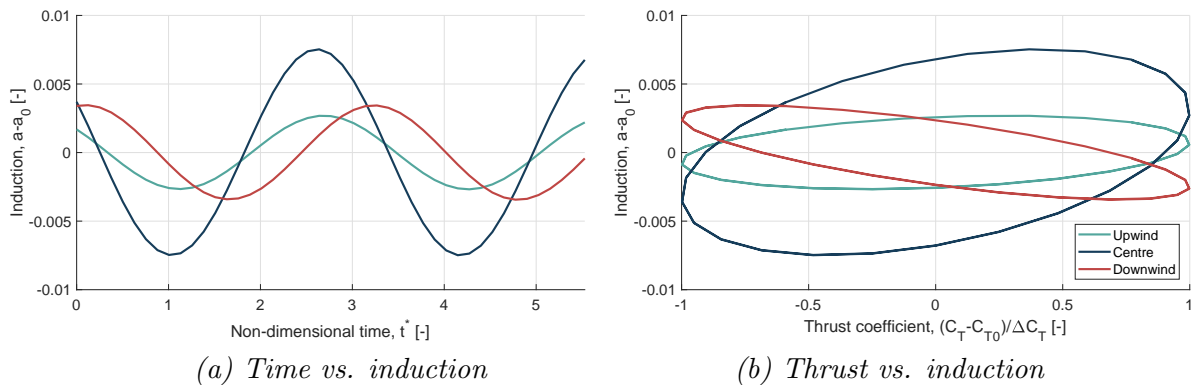 0.01
0.005
0
-0.005
-0.01
Induction, a-a0 [-]
0 1 2 3 4 5
Non-dimensional time, t* [-]
(a) Time vs. induction
0.01
0.005
0
-0.005
-0.01
Induction, a-a0 [-]
Upwind
Centre
Downwind
-1 -0.5 0 0.5 1
Thrust coefficient, (CT-CT0)/ΔCT [-]
(b) Thrust vs. induction